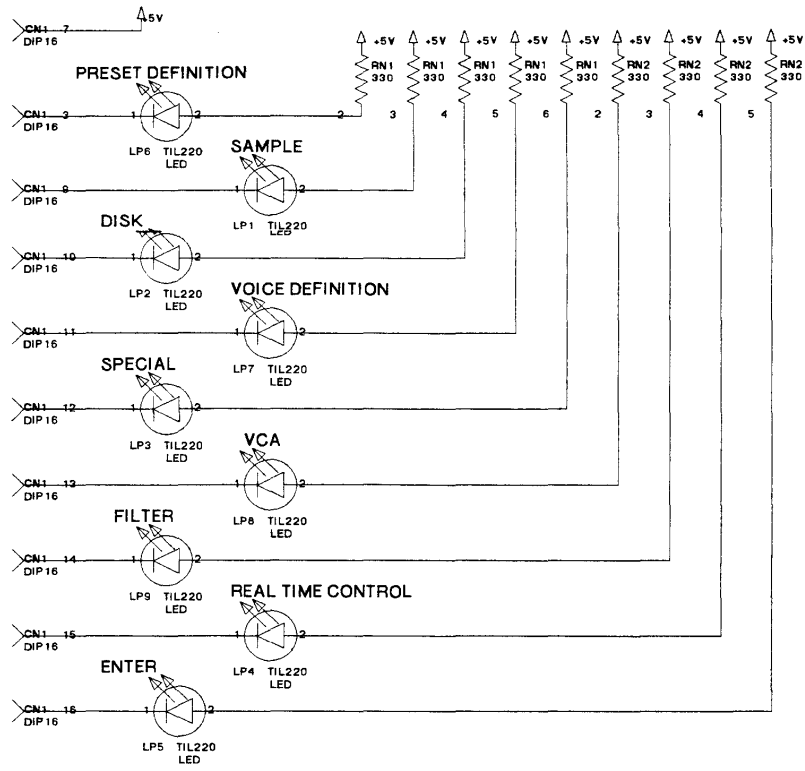 CN1 7
DIP16
+5V
+5V +5V +5V +5V +5V +5V +5V +5V +5V
RN1 RN1 RN1 RN1 RN1 RN2 RN2 RN2 RN2
330 330 330 330 330 330 330 330 330
PRESET DEFINITION
CN1 3 1 2 2 3 4 5 6 2 3 4 5
DIP16
LP6 TIL220
LED
SAMPLE
CN1 9 1 2
DIP16
LP1 TIL220
LED
DISK
CN1 10 1 2
DIP16
LP2 TIL220
LED
VOICE DEFINITION
CN1 11 1 2
DIP16
LP7 TIL220
LED
SPECIAL
CN1 12 1 2
DIP16
LP3 TIL220
LED
VCA
CN1 13 1 2
DIP16
LP8 TIL220
LED
FILTER
CN1 14 1 2
DIP16
LP9 TIL220
LED
REAL TIME CONTROL
CN1 15 1 2
DIP16
LP4 TIL220
LED
ENTER
CN1 16 1 2
DIP16
LP5 TIL220
LED